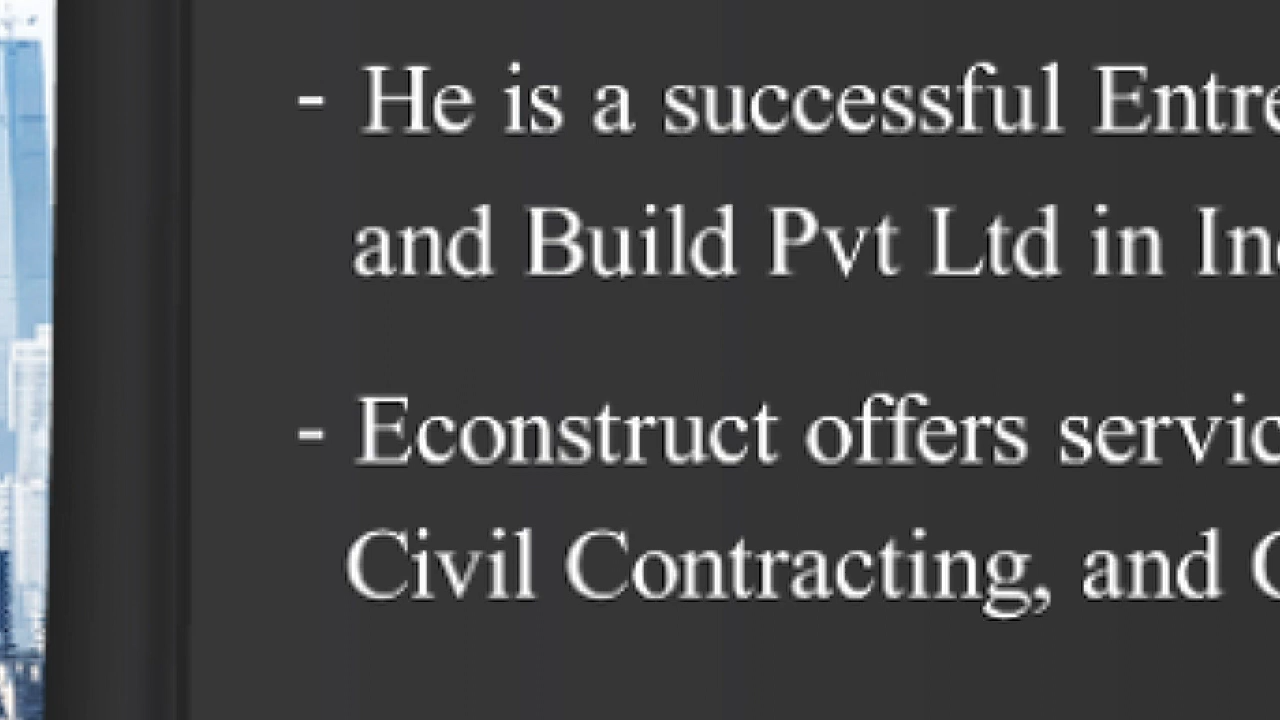 - He is a successful Entre
and Build Pvt Ltd in In
- Econstruct offers servic
Civil Contracting, and C